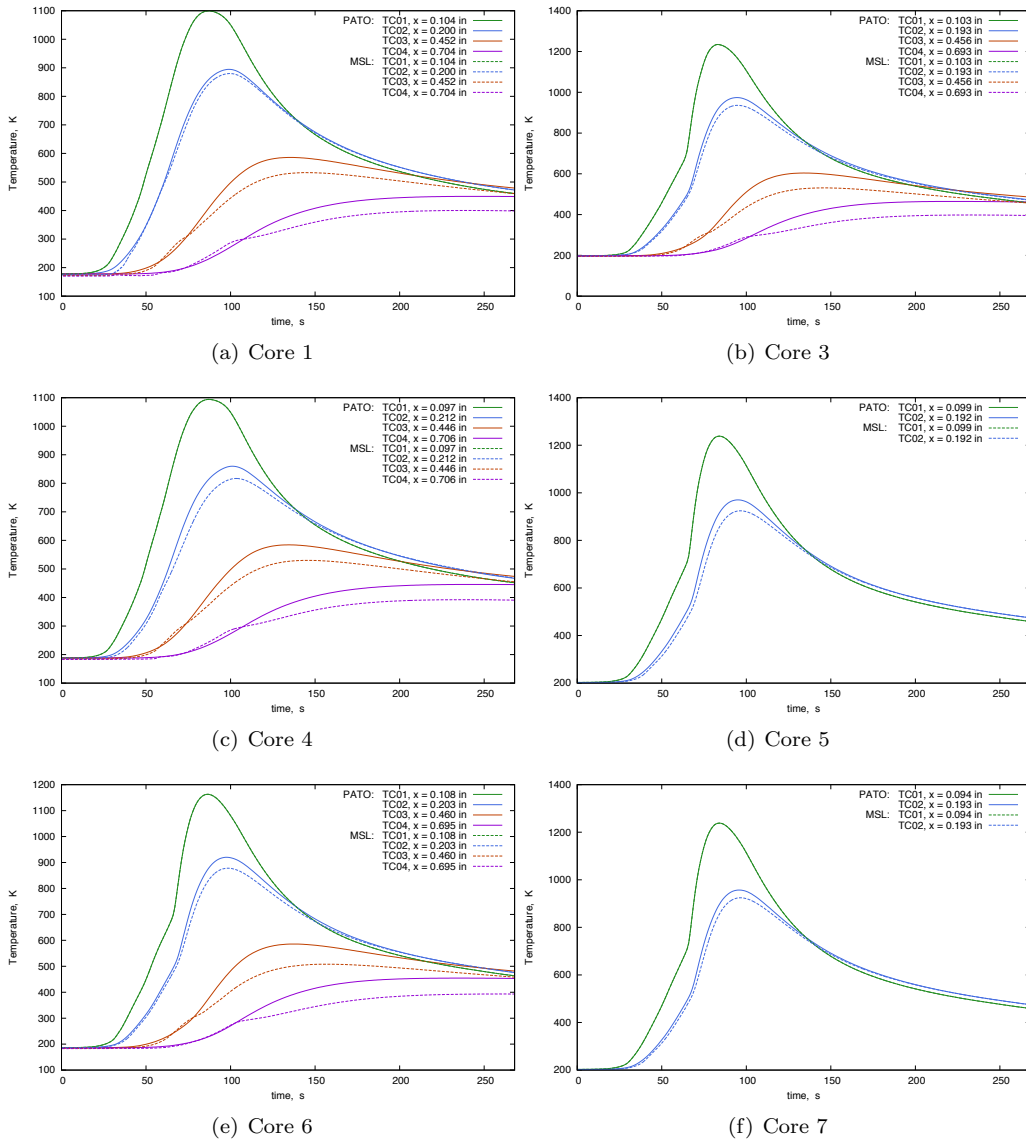 1100
1000
900
800
700
600
500
400
300
200
100
0
50
100
150
200
250
Temperature, K
time, s
PATO: TC01, x = 0.104 in
TC02, x = 0.200 in
TC03, x = 0.452 in
TC04, x = 0.704 in
MSL: TC01, x = 0.104 in
TC02, x = 0.200 in
TC03, x = 0.452 in
TC04, x = 0.704 in
(a) Core 1
1400
1200
1000
800
600
400
200
0
0
50
100
150
200
250
Temperature, K
time, s
PATO: TC01, x = 0.103 in
TC02, x = 0.193 in
TC03, x = 0.456 in
TC04, x = 0.693 in
MSL: TC01, x = 0.103 in
TC02, x = 0.193 in
TC03, x = 0.456 in
TC04, x = 0.693 in
(b) Core 3
1100
1000
900
800
700
600
500
400
300
200
100
0
50
100
150
200
250
Temperature, K
time, s
PATO: TC01, x = 0.097 in
TC02, x = 0.212 in
TC03, x = 0.446 in
TC04, x = 0.706 in
MSL: TC01, x = 0.097 in
TC02, x = 0.212 in
TC03, x = 0.446 in
TC04, x = 0.706 in
(c) Core 4
1400
1200
1000
800
600
400
200
0
50
100
150
200
250
Temperature, K
time, s
PATO: TC01, x = 0.099 in
TC02, x = 0.192 in
MSL: TC01, x = 0.099 in
TC02, x = 0.192 in
(d) Core 5
1200
1100
1000
900
800
700
600
500
400
300
200
100
0
50
100
150
200
250
Temperature, K
time, s
PATO: TC01, x = 0.108 in
TC02, x = 0.203 in
TC03, x = 0.460 in
TC04, x = 0.695 in
MSL: TC01, x = 0.108 in
TC02, x = 0.203 in
TC03, x = 0.460 in
TC04, x = 0.695 in
(e) Core 6
1400
1200
1000
800
600
400
200
0
50
100
150
200
250
Temperature, K
time, s
PATO: TC01, x = 0.094 in
TC02, x = 0.193 in
MSL: TC01, x = 0.094 in
TC02, x = 0.193 in
(f) Core 7